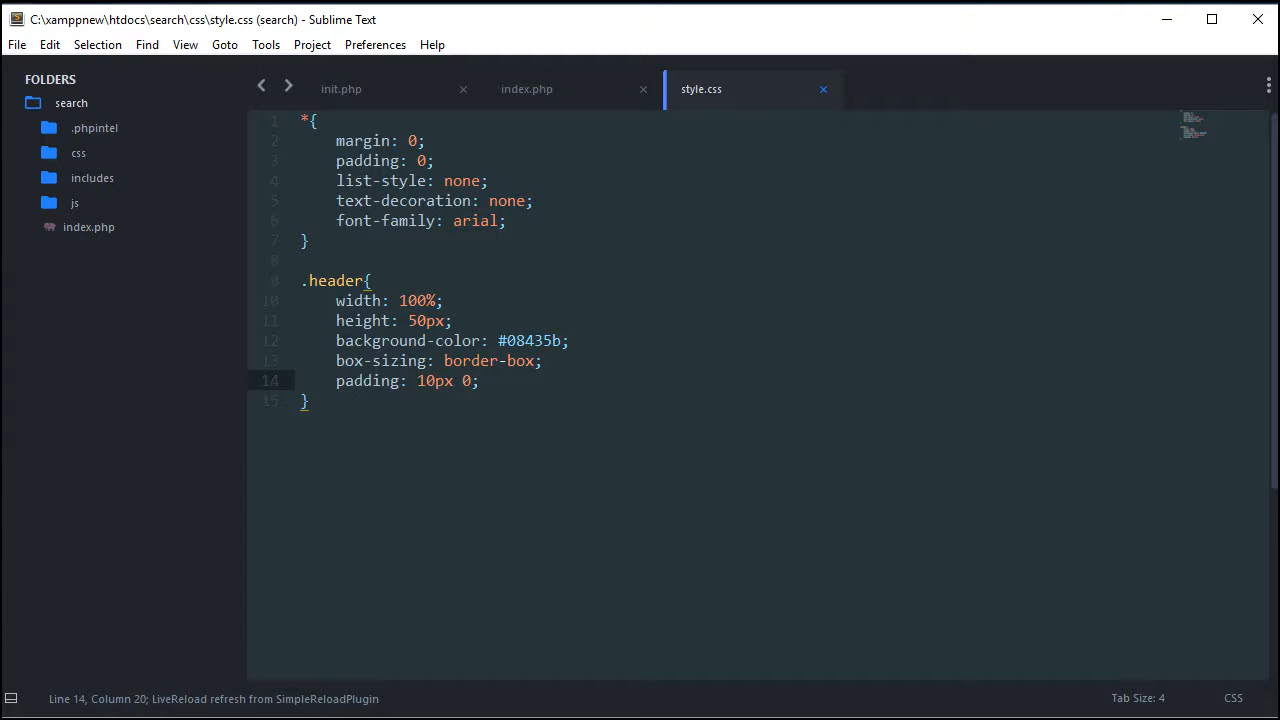 C:\xamppnew\htdocs\search\css\style.css (search) - Sublime Text
File Edit Selection Find View Goto Tools Project Preferences Help
FOLDERS
search
.phpintel
css
includes
js
index.php
init.php × index.php × style.css ×
1 *{
2 margin: 0;
3 padding: 0;
4 list-style: none;
5 text-decoration: none;
6 font-family: arial;
7 }
8
9 .header{
10 width: 100%;
11 height: 50px;
12 background-color: #08435b;
13 box-sizing: border-box;
14 padding: 10px 0;
15 }
Line 14, Column 20; LiveReload refresh from SimpleReloadPlugin Tab Size: 4 CSS